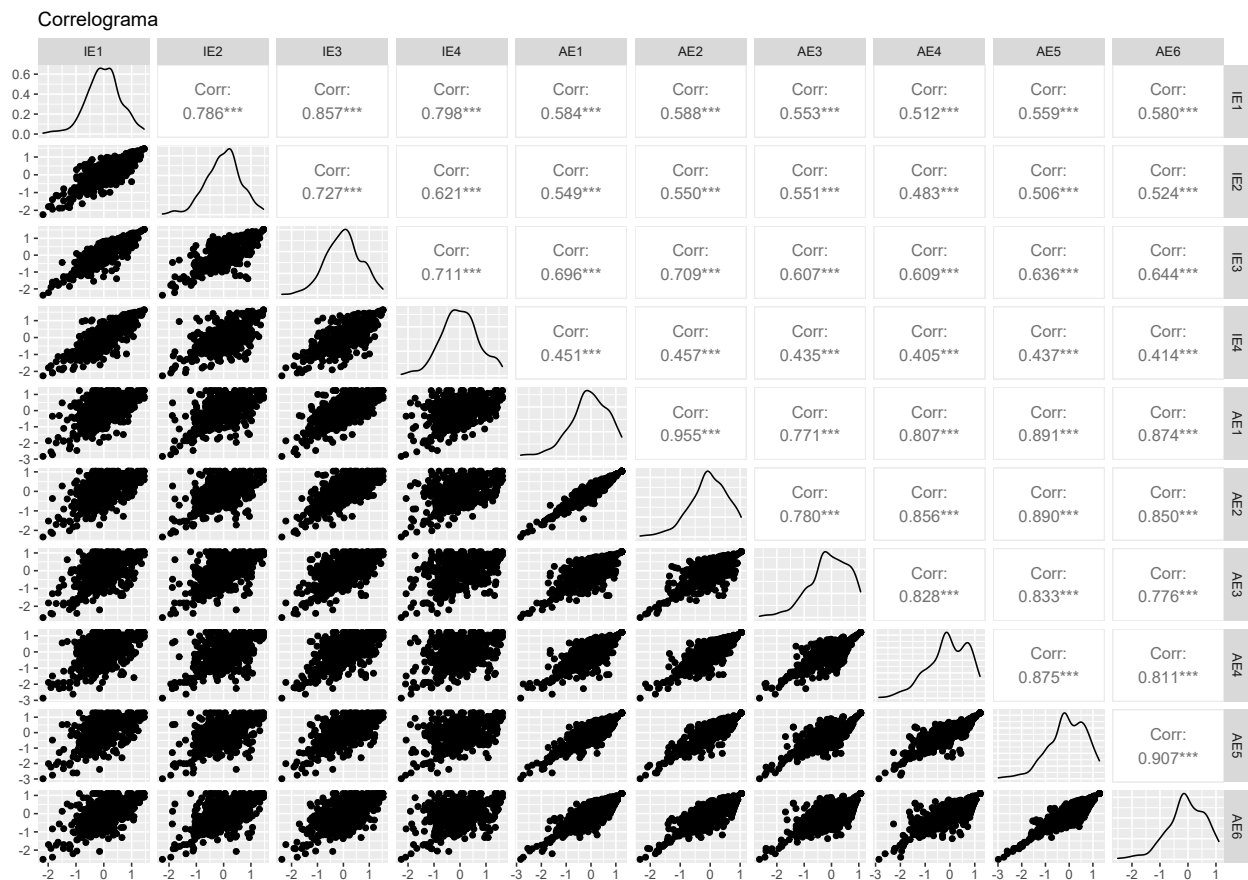 Correlograma
IE1 IE2 IE3 IE4 AE1 AE2 AE3 AE4 AE5 AE6
0.6
0.4
0.2
0.0
Corr: Corr: Corr: Corr: Corr: Corr: Corr: Corr: Corr:
0.786*** 0.857*** 0.798*** 0.584*** 0.588*** 0.553*** 0.512*** 0.559*** 0.580***
IE1
1
0
-1
-2
Corr: Corr: Corr: Corr: Corr: Corr: Corr: Corr:
0.727*** 0.621*** 0.549*** 0.550*** 0.551*** 0.483*** 0.506*** 0.524***
IE2
1
0
-1
-2
Corr: Corr: Corr: Corr: Corr: Corr: Corr:
0.711*** 0.696*** 0.709*** 0.607*** 0.609*** 0.636*** 0.644***
IE3
1
0
-1
-2
Corr: Corr: Corr: Corr: Corr: Corr:
0.451*** 0.457*** 0.435*** 0.405*** 0.437*** 0.414***
IE4
1
0
-1
-2
-3
Corr: Corr: Corr: Corr: Corr:
0.955*** 0.771*** 0.807*** 0.891*** 0.874***
AE1
1
0
-1
-2
Corr: Corr: Corr: Corr:
0.780*** 0.856*** 0.890*** 0.850***
AE2
1
0
-1
-2
Corr: Corr: Corr:
0.828*** 0.833*** 0.776***
AE3
1
0
-1
-2
-3
Corr: Corr:
0.875*** 0.811***
AE4
1
0
-1
-2
-3
Corr:
0.907***
AE5
1
0
-1
-2
AE6
-2 -1 0 1 -2 -1 0 1 -2 -1 0 1 -2 -1 0 1 -3 -2 -1 0 1 -2 -1 0 1 -2 -1 0 1 -3 -2 -1 0 1 -3 -2 -1 0 1 -2 -1 0 1